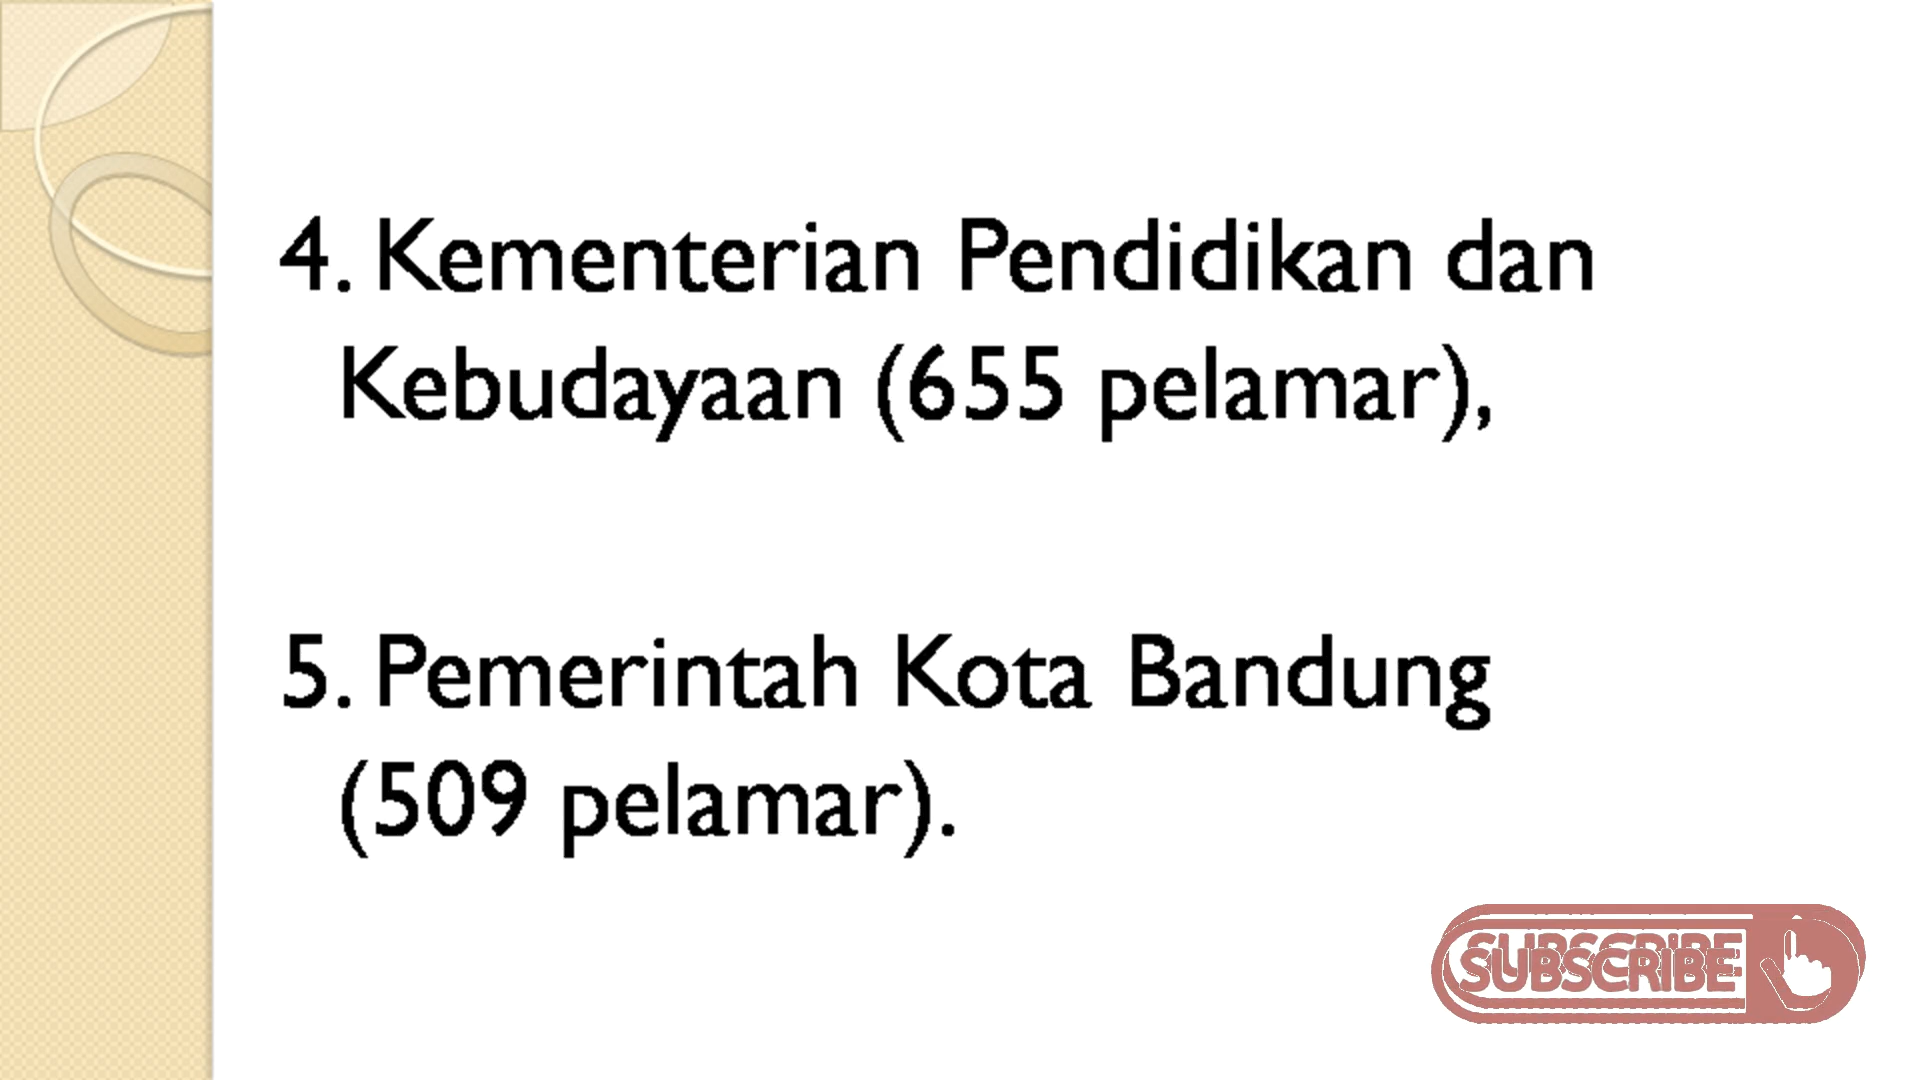 4. Kementerian Pendidikan dan
Kebudayaan (655 pelamar),
5. Pemerintah Kota Bandung
(509 pelamar).
SUBSCRIBE